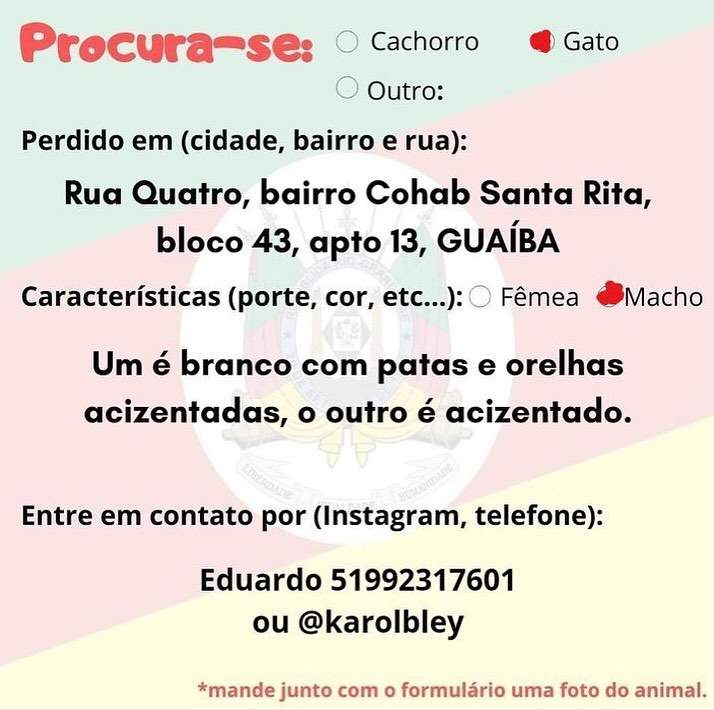 Procura-se: Cachorro Gato
Outro:
Perdido em (cidade, bairro e rua):
Rua Quatro, bairro Cohab Santa Rita,
bloco 43, apto 13, GUAÍBA
Características (porte, cor, etc...): Fêmea Macho
Um é branco com patas e orelhas
acizentadas, o outro é acizentado.
LIBERDADE HUMANIDADE
Entre em contato por (Instagram, telefone):
Eduardo 51992317601
ou @karolbley
*mande junto com o formulário uma foto do animal.